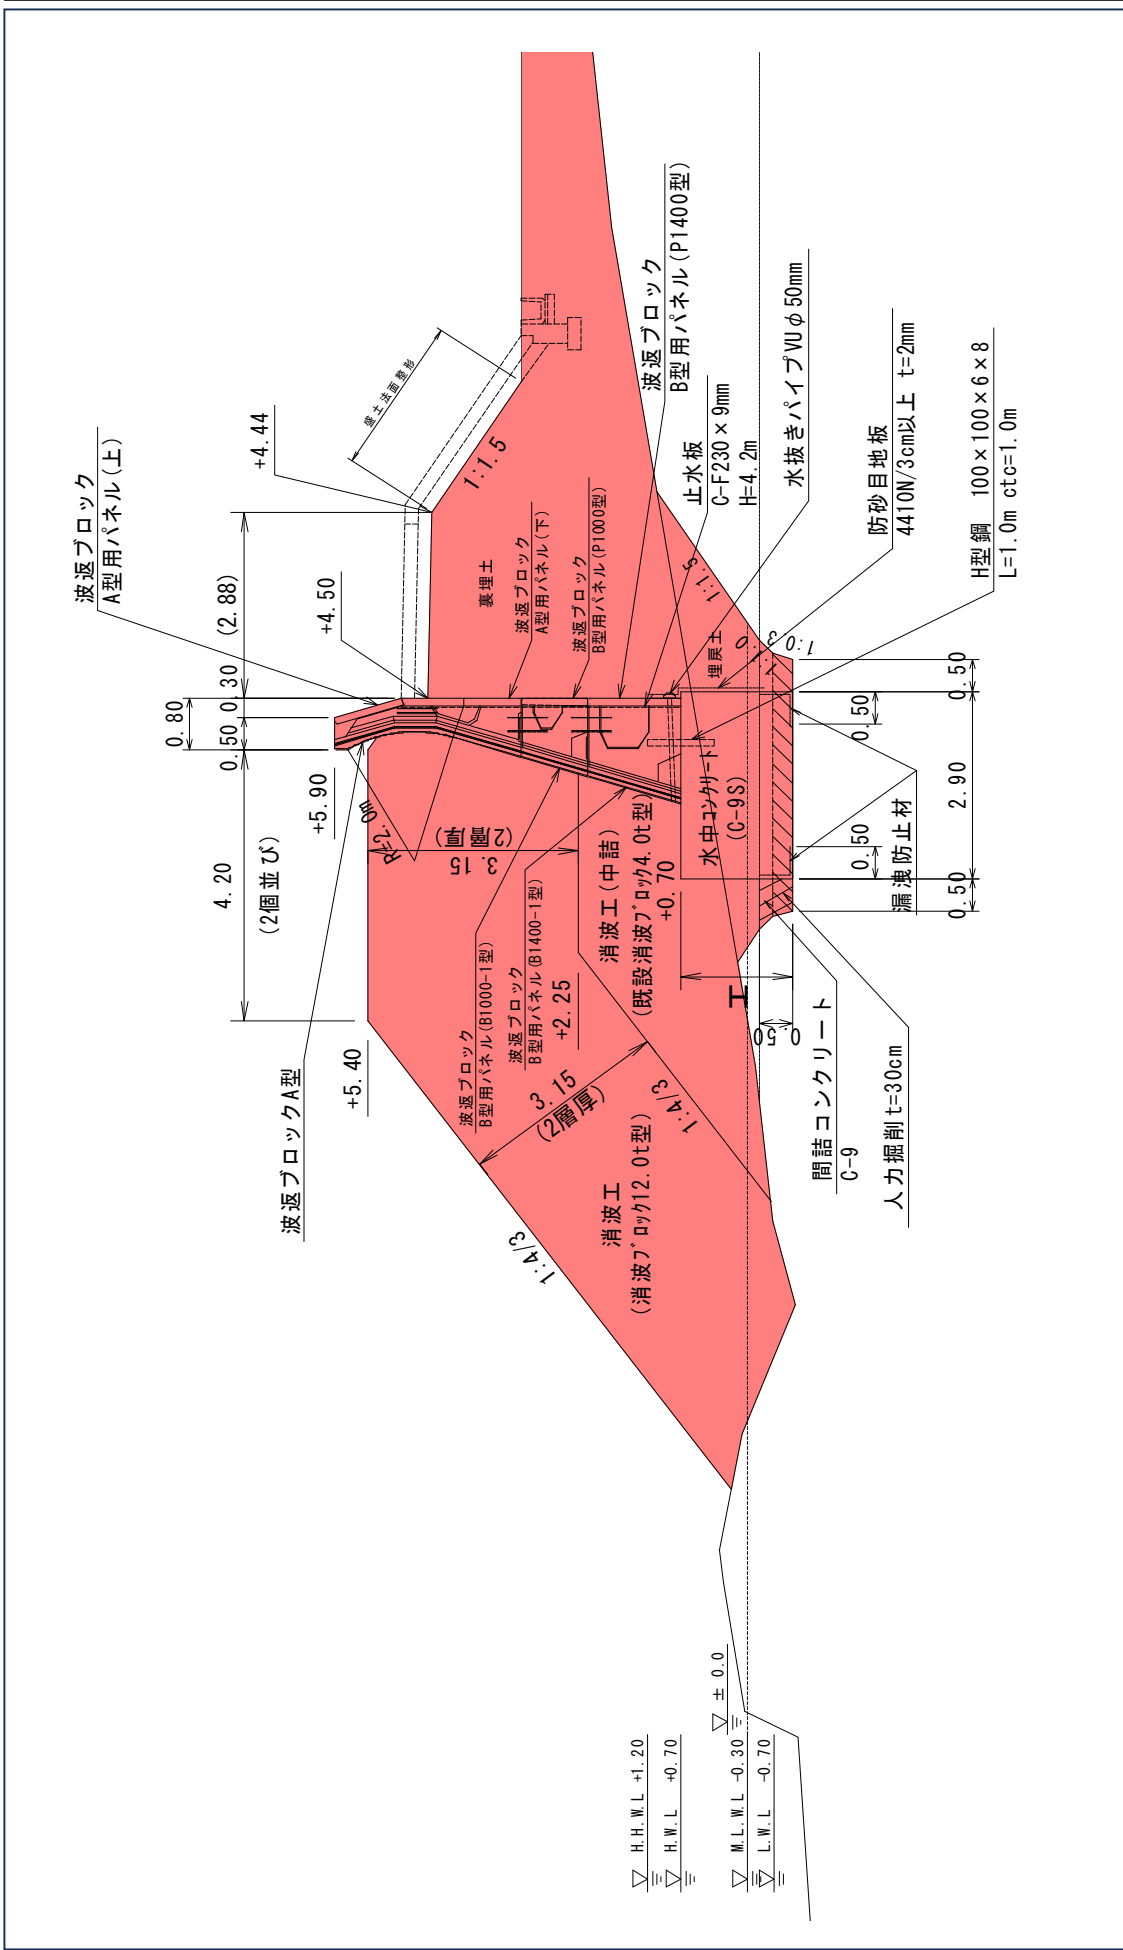 波返ブロック
A型用パネル(上)
+4.44
盛土法面整形
(2.88)
0.30
0.80
0.50
+4.50
+5.90
4.20
(2個並び)
R=2.0m
1:1.5
裏埋土
波返ブロック
A型用パネル(下)
波返ブロック
B型用パネル(P1000型)
波返ブロック
B型用パネル(P1400型)
止水板
C-F230×9mm
H=4.2m
水抜きパイプVUφ50mm
防砂目地板
4410N/3cm以上 t=2mm
H型鋼 100×100×6×8
L=1.0m ctc=1.0m
1:1.5
埋戻土
1:1.0
1:0.3
0.50
0.50
2.90
0.50
0.50
漏洩防止材
水中コンクリート
(C-9S)
+0.70
消波工(中詰)
(既設消波ブロック4.0t型)
3.15
(2層厚)
波返ブロック
B型用パネル(B1000-1型)
波返ブロック
B型用パネル(B1400-1型)
+2.25
+5.40
波返ブロックA型
3.15
(2層厚)
1:4/3
1:4/3
消波工
(消波ブロック12.0t型)
工
0.50
間詰コンクリート
C-9
人力掘削t=30cm
±0.0
H.H.W.L +1.20
H.W.L +0.70
M.L.W.L -0.30
L.W.L -0.70